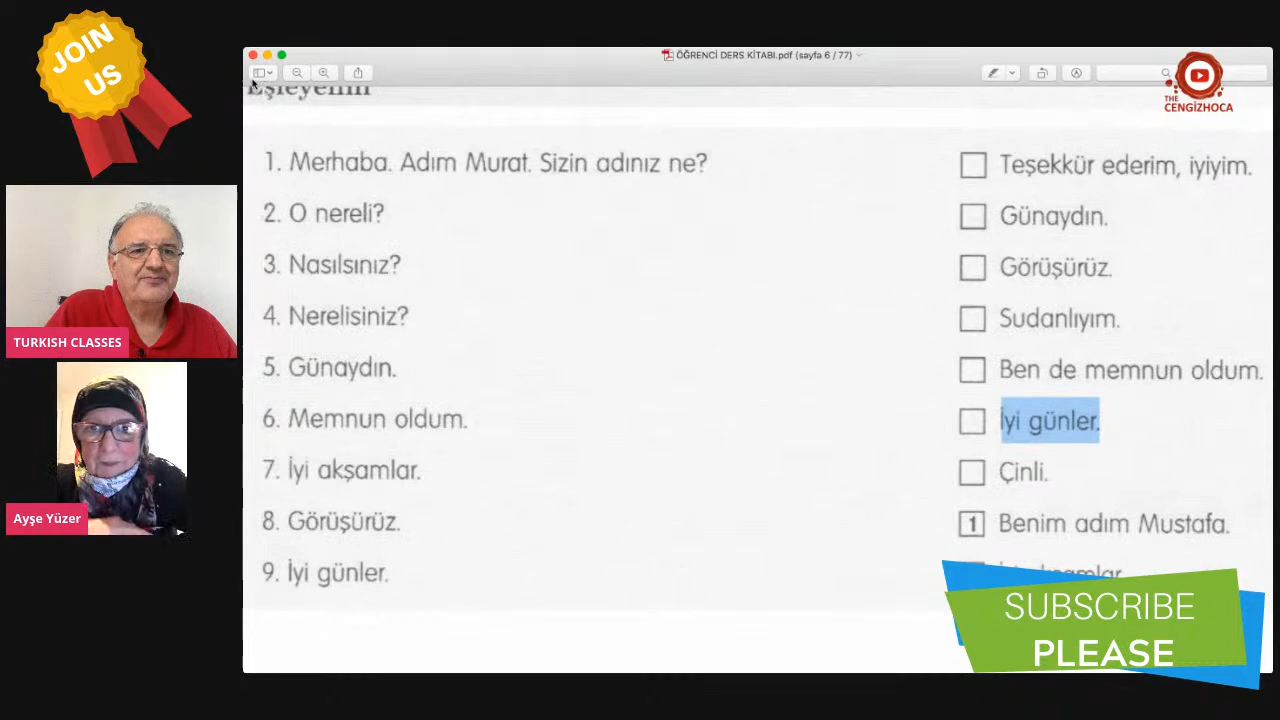 JOIN
US
ÖĞRENCİ DERS KİTABI.pdf (sayfa 6 / 77)
THE
CENGİZHOCA
Eşleyelim
1. Merhaba. Adım Murat. Sizin adınız ne?
Teşekkür ederim, iyiyim.
2. O nereli?
Günaydın.
3. Nasılsınız?
Görüşürüz.
4. Nerelisiniz?
Sudanlıyım.
5. Günaydın.
Ben de memnun oldum.
6. Memnun oldum.
İyi günler.
7. İyi akşamlar.
Çinli.
8. Görüşürüz.
1 Benim adım Mustafa.
9. İyi günler.
TURKISH CLASSES
Ayşe Yüzer
SUBSCRIBE
PLEASE